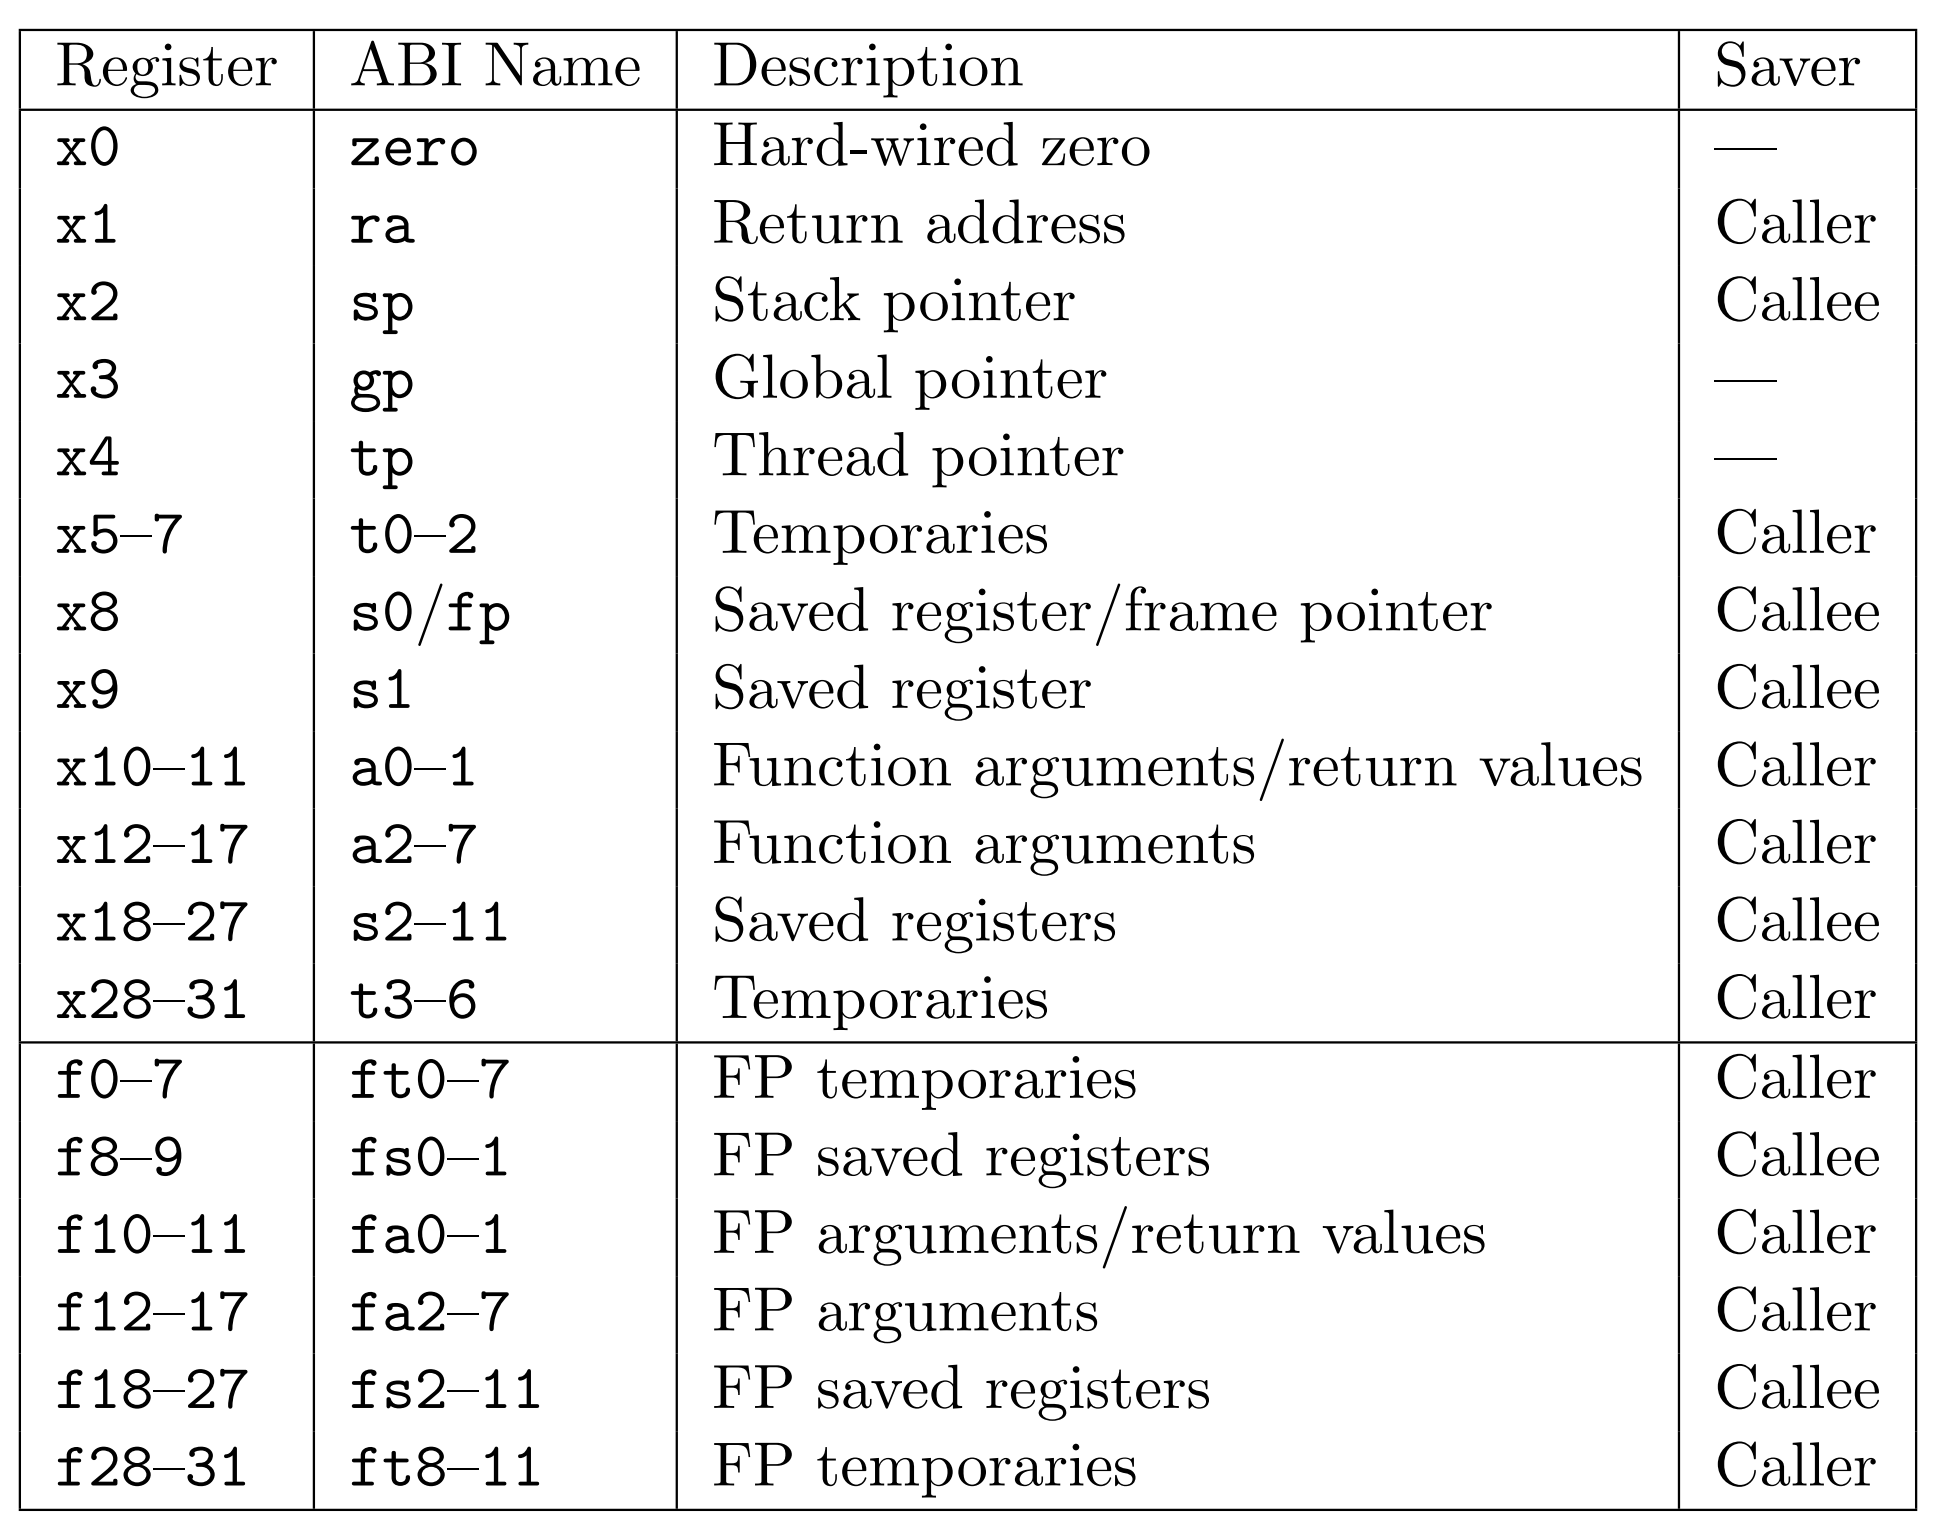 Register ABI Name Description Saver
x0 zero Hard-wired zero —
x1 ra Return address Caller
x2 sp Stack pointer Callee
x3 gp Global pointer —
x4 tp Thread pointer —
x5–7 t0–2 Temporaries Caller
x8 s0/fp Saved register/frame pointer Callee
x9 s1 Saved register Callee
x10–11 a0–1 Function arguments/return values Caller
x12–17 a2–7 Function arguments Caller
x18–27 s2–11 Saved registers Callee
x28–31 t3–6 Temporaries Caller
f0–7 ft0–7 FP temporaries Caller
f8–9 fs0–1 FP saved registers Callee
f10–11 fa0–1 FP arguments/return values Caller
f12–17 fa2–7 FP arguments Caller
f18–27 fs2–11 FP saved registers Callee
f28–31 ft8–11 FP temporaries Caller